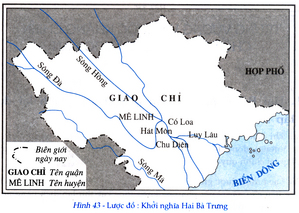 Sông Hồng
Sông Đà
HỢP PHỐ
GIAO CHỈ
MÊ LINH
Cổ Loa
Hát Môn
Luy Lâu
Chu Diên
Sông Mã
BIỂN ĐÔNG
Biên giới
ngày nay
GIAO CHỈ Tên quận
MÊ LINH Tên huyện
Hình 43 - Lược đồ : Khởi nghĩa Hai Bà Trưng